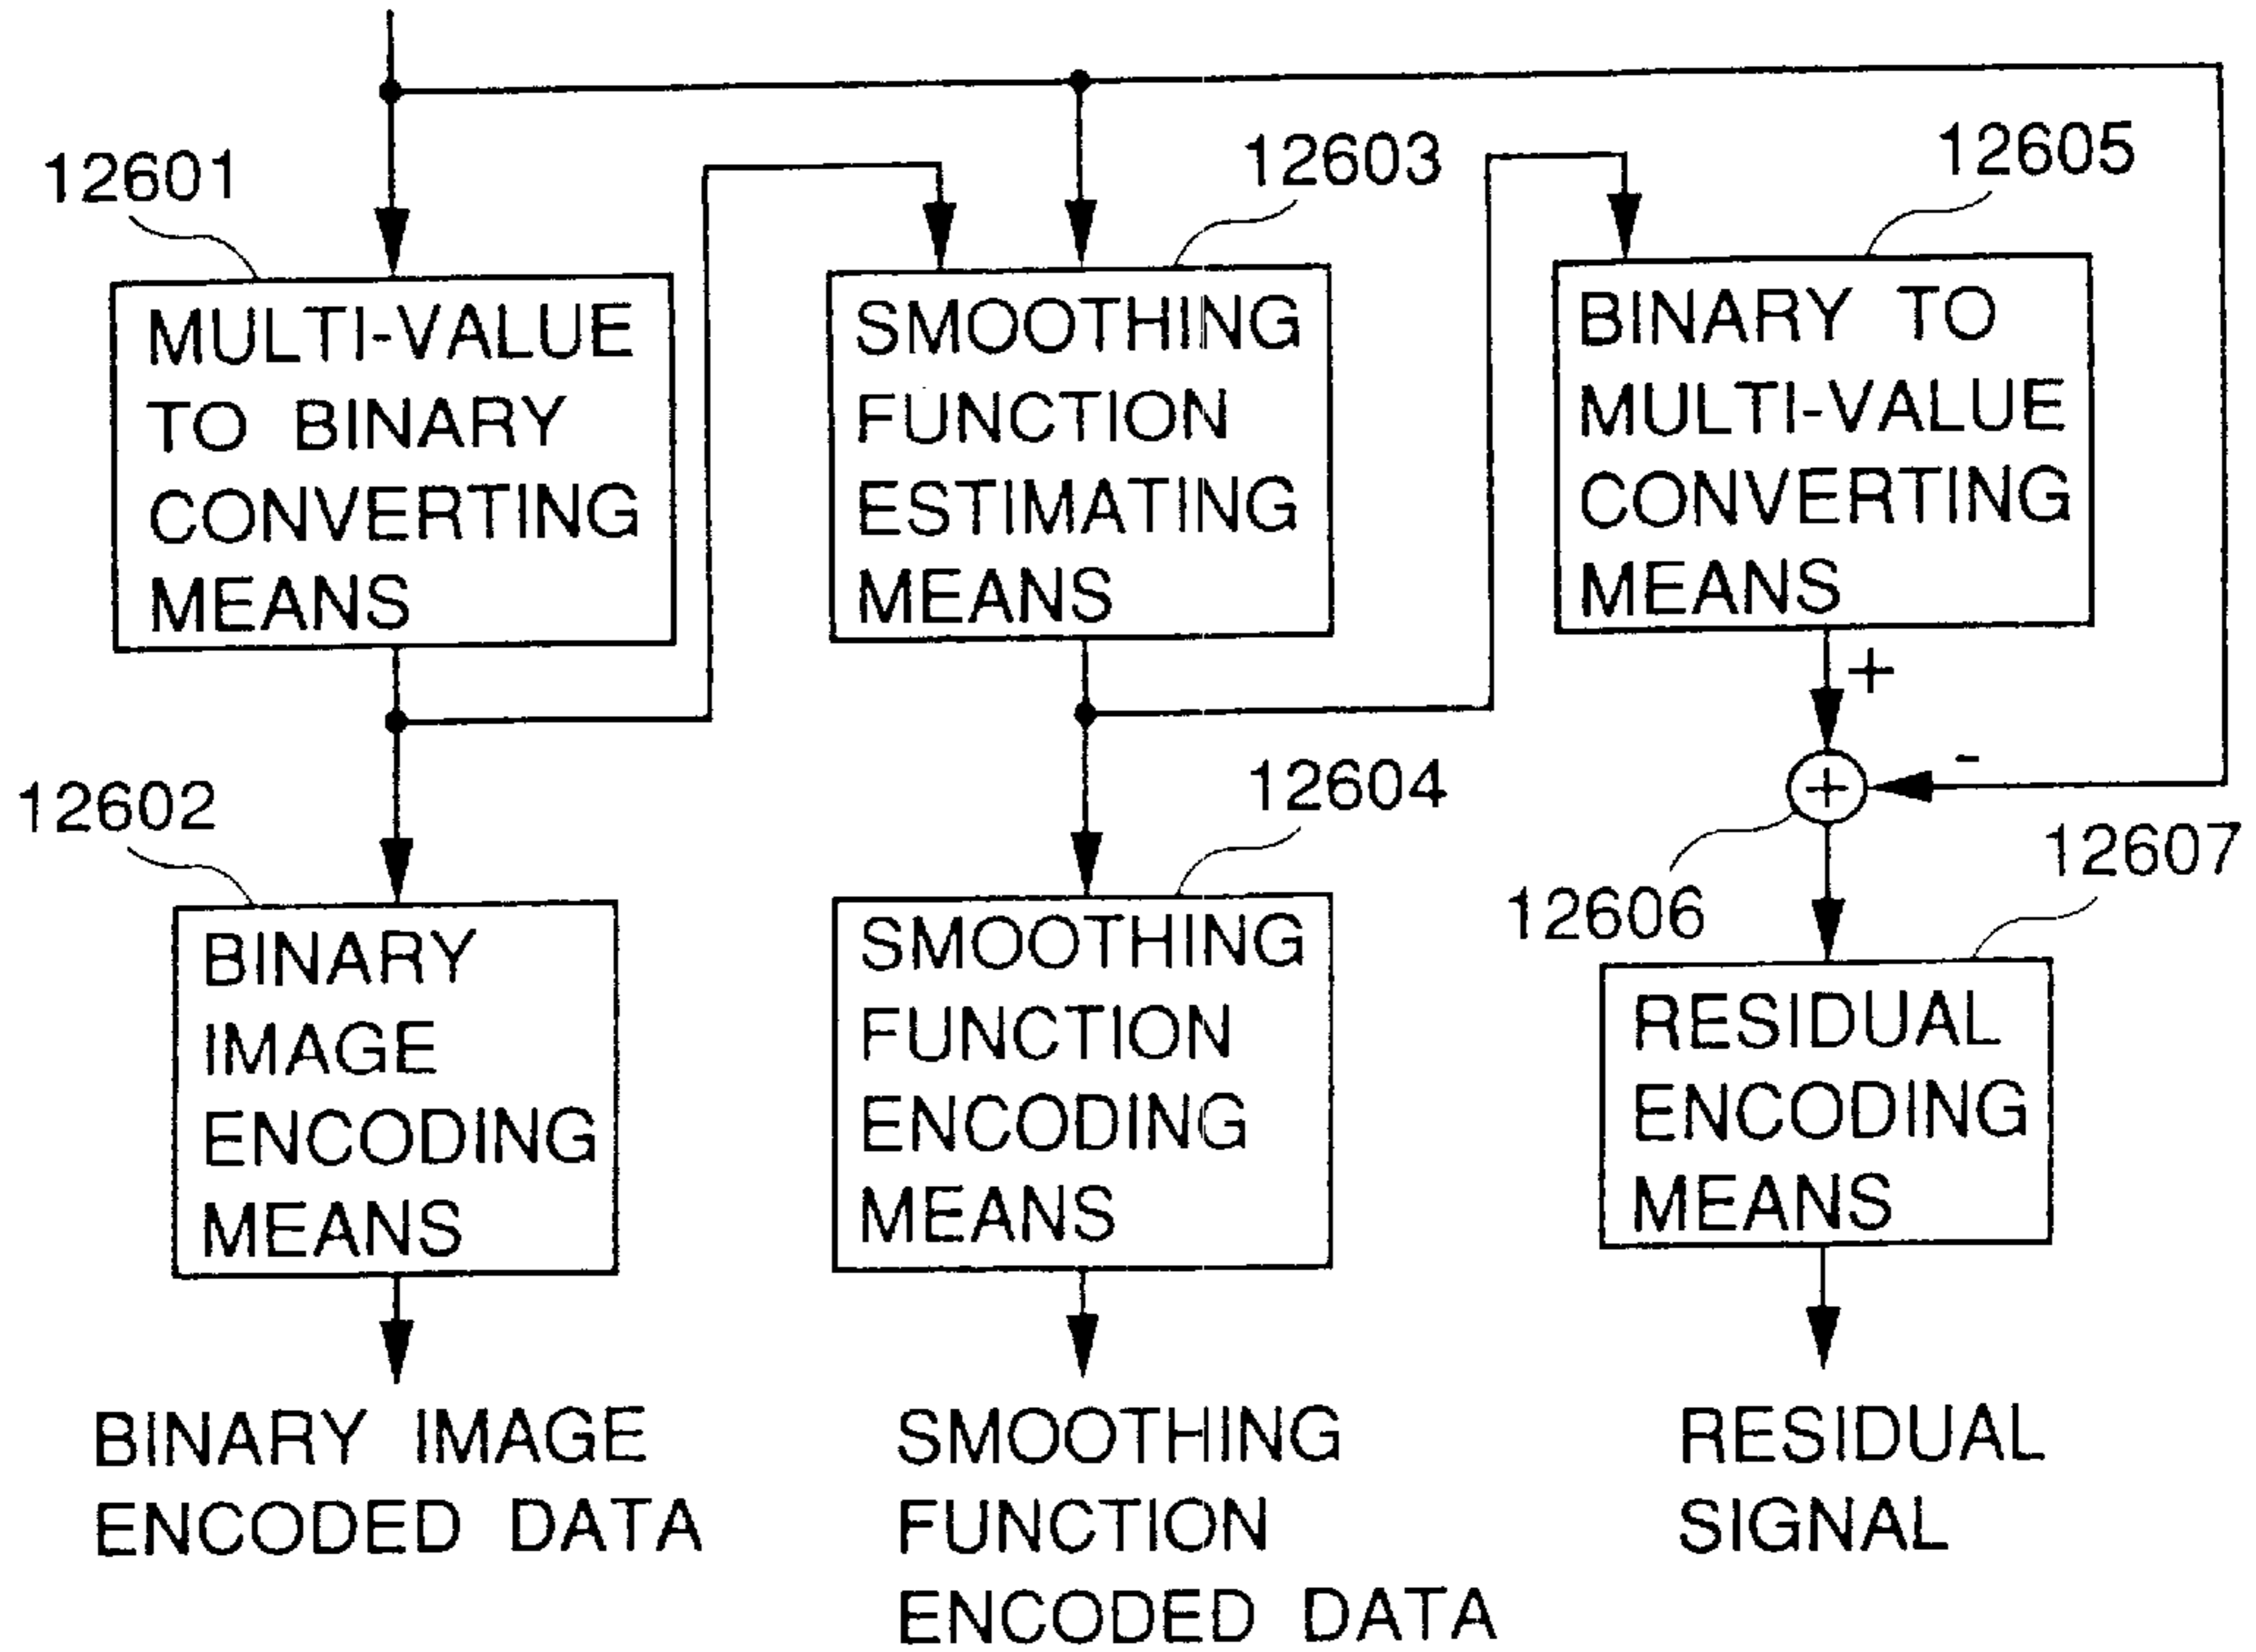 12601
MULTI-VALUE
TO BINARY
CONVERTING
MEANS
12603
SMOOTHING
FUNCTION
ESTIMATING
MEANS
12605
BINARY TO
MULTI-VALUE
CONVERTING
MEANS
+
-
+
12602
BINARY
IMAGE
ENCODING
MEANS
12604
SMOOTHING
FUNCTION
ENCODING
MEANS
12606
12607
RESIDUAL
ENCODING
MEANS
BINARY IMAGE
ENCODED DATA
SMOOTHING
FUNCTION
ENCODED DATA
RESIDUAL
SIGNAL